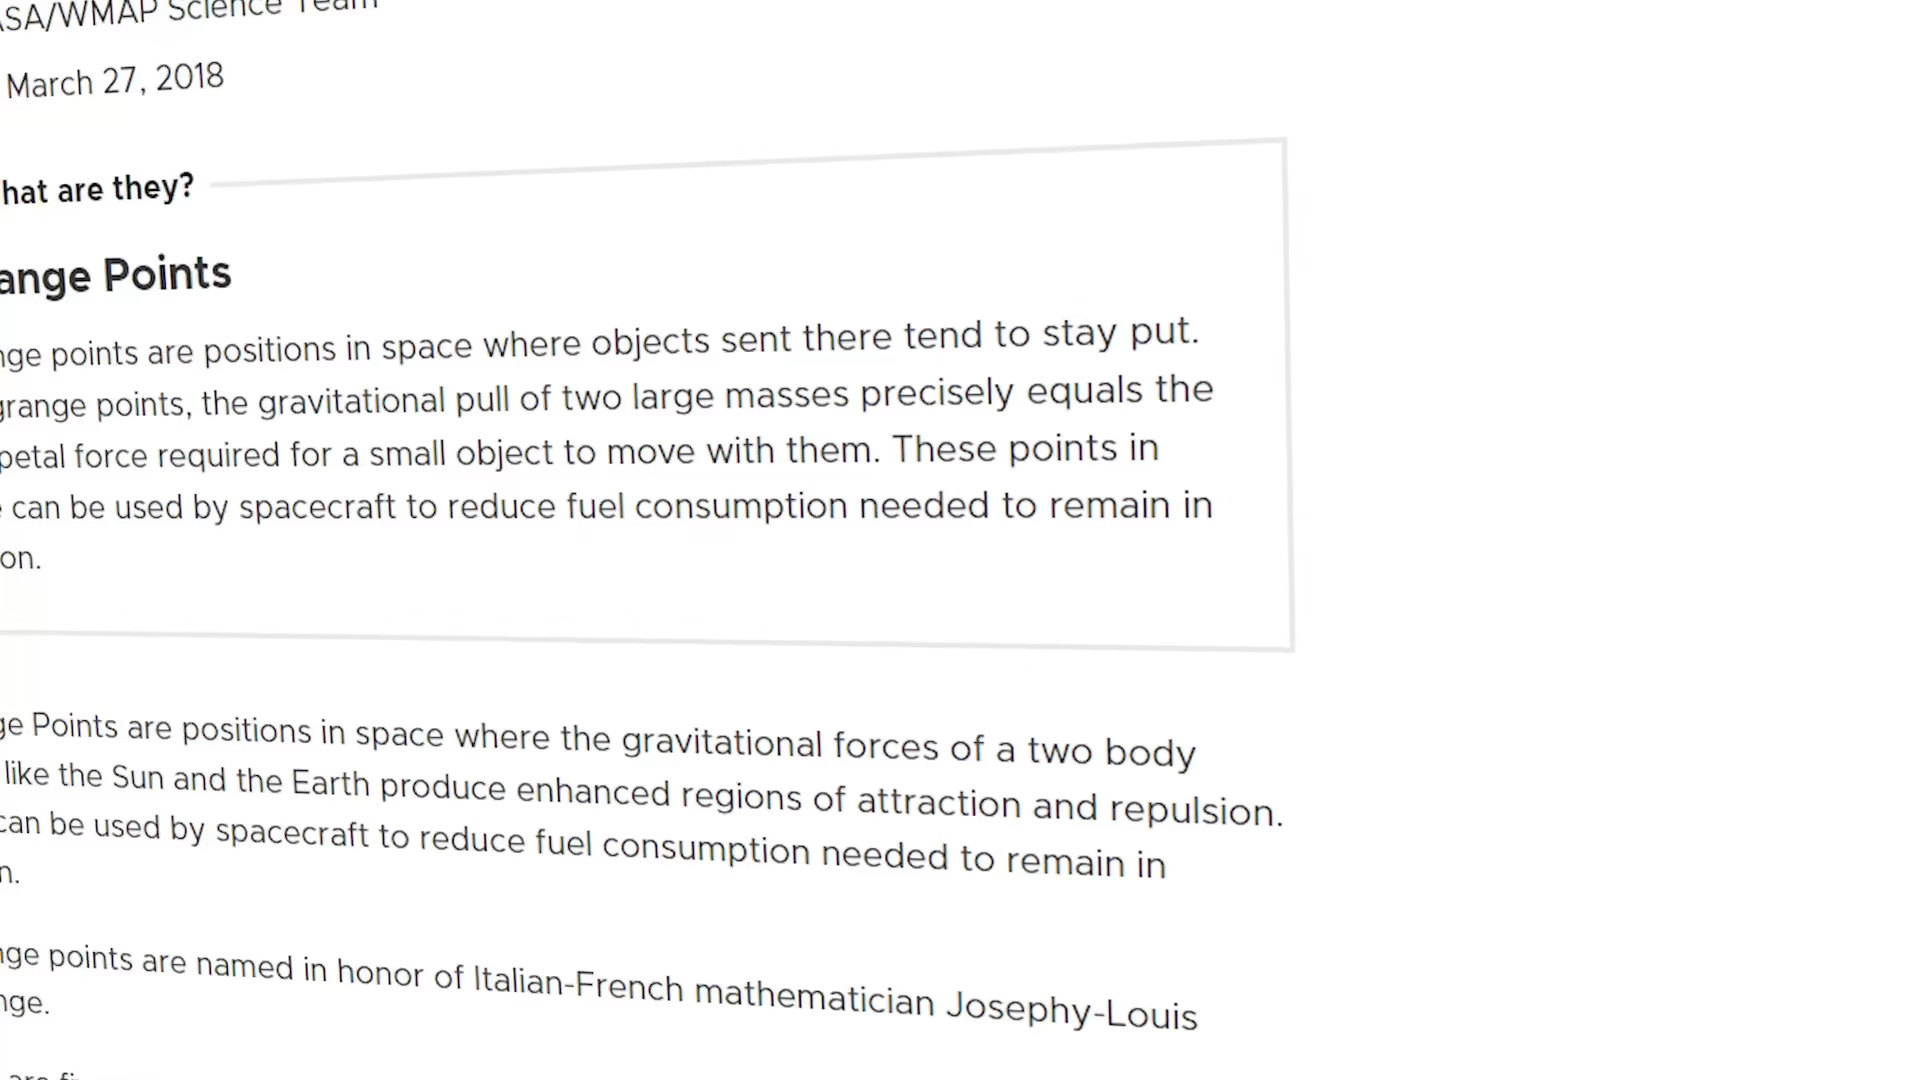 ASA/WMAP Science Team
March 27, 2018
hat are they?
ange Points
nge points are positions in space where objects sent there tend to stay put.
grange points, the gravitational pull of two large masses precisely equals the
petal force required for a small object to move with them. These points in
e can be used by spacecraft to reduce fuel consumption needed to remain in
on.
ge Points are positions in space where the gravitational forces of a two body
like the Sun and the Earth produce enhanced regions of attraction and repulsion.
can be used by spacecraft to reduce fuel consumption needed to remain in
n.
nge points are named in honor of Italian-French mathematician Josephy-Louis
nge.